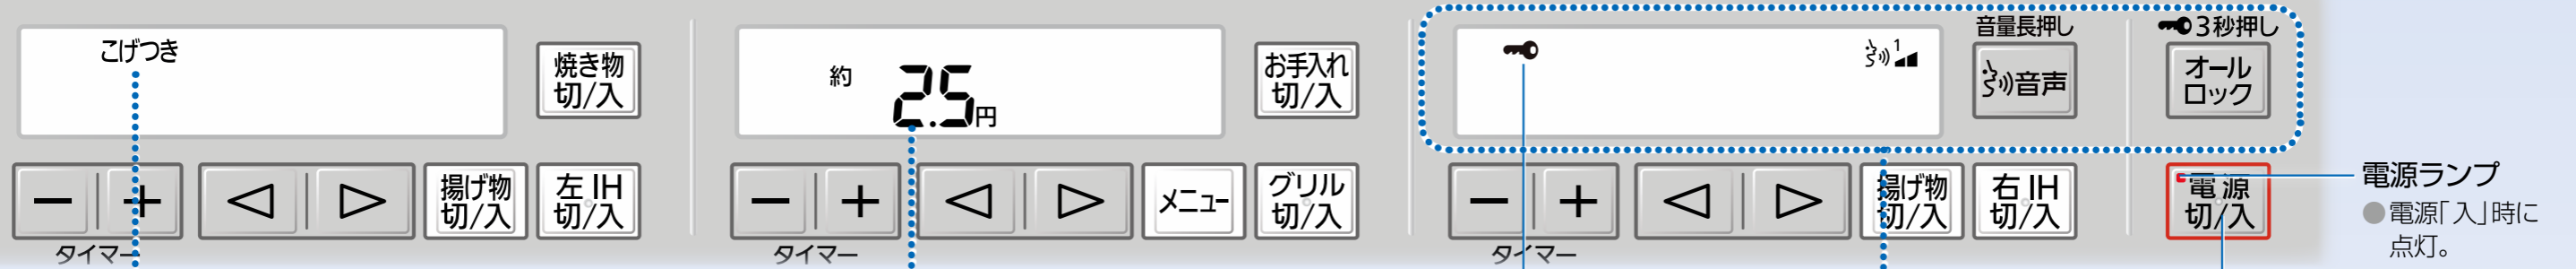 こげつき
焼き物
切/入
揚げ物
切/入
左 IH
切/入
タイマー
約 2.5円
お手入れ
切/入
メニュー
グリル
切/入
タイマー
1
音量長押し
音声
3秒押し
オール
ロック
揚げ物
切/入
右 IH
切/入
電源
切/入
タイマー
電源ランプ
●電源「入」時に
点灯。